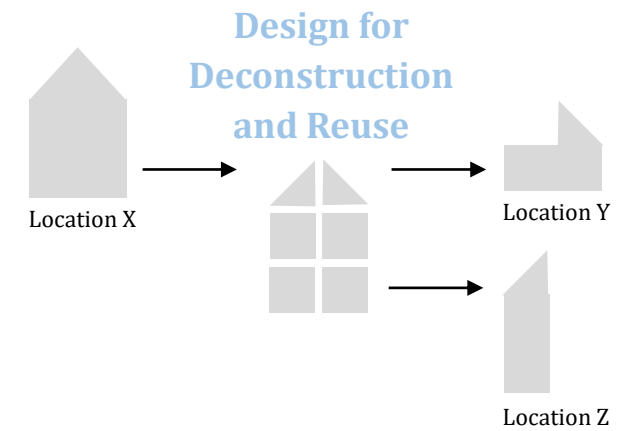 Design for
Deconstruction
and Reuse
Location X
Location Y
Location Z